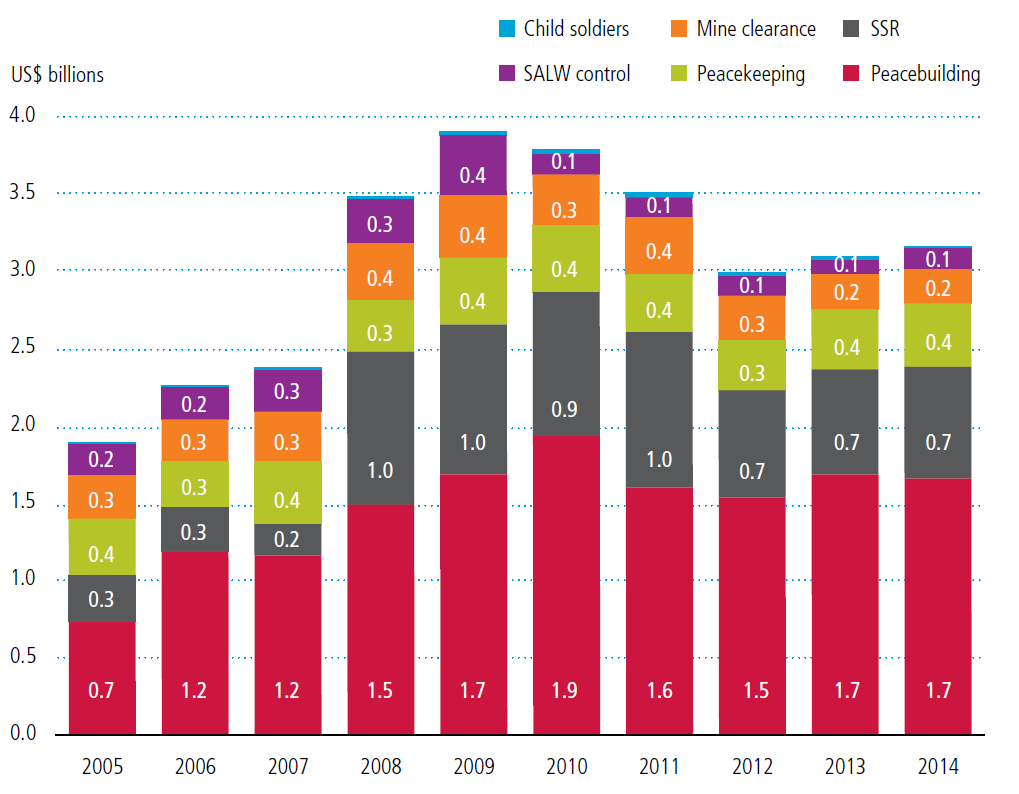 Child soldiers Mine clearance SSR
US$ billions SALW control Peacekeeping Peacebuilding
4.0
0.4 0.1
3.5
0.1
0.3 0.4 0.3 0.4
3.0
0.1 0.1 0.1
0.4 0.4 0.4 0.2 0.2
0.3 0.4 0.3
2.5
0.3 0.4 0.4
0.3
0.2 0.9
2.0
0.2 0.3 0.3 1.0 0.7 0.7
1.0 1.0 0.7
1.5
0.3 0.3 0.4
0.4 0.3 0.2
1.0
0.3
0.5
0.7 1.2 1.2 1.5 1.7 1.9 1.6 1.5 1.7 1.7
0.0
2005 2006 2007 2008 2009 2010 2011 2012 2013 2014